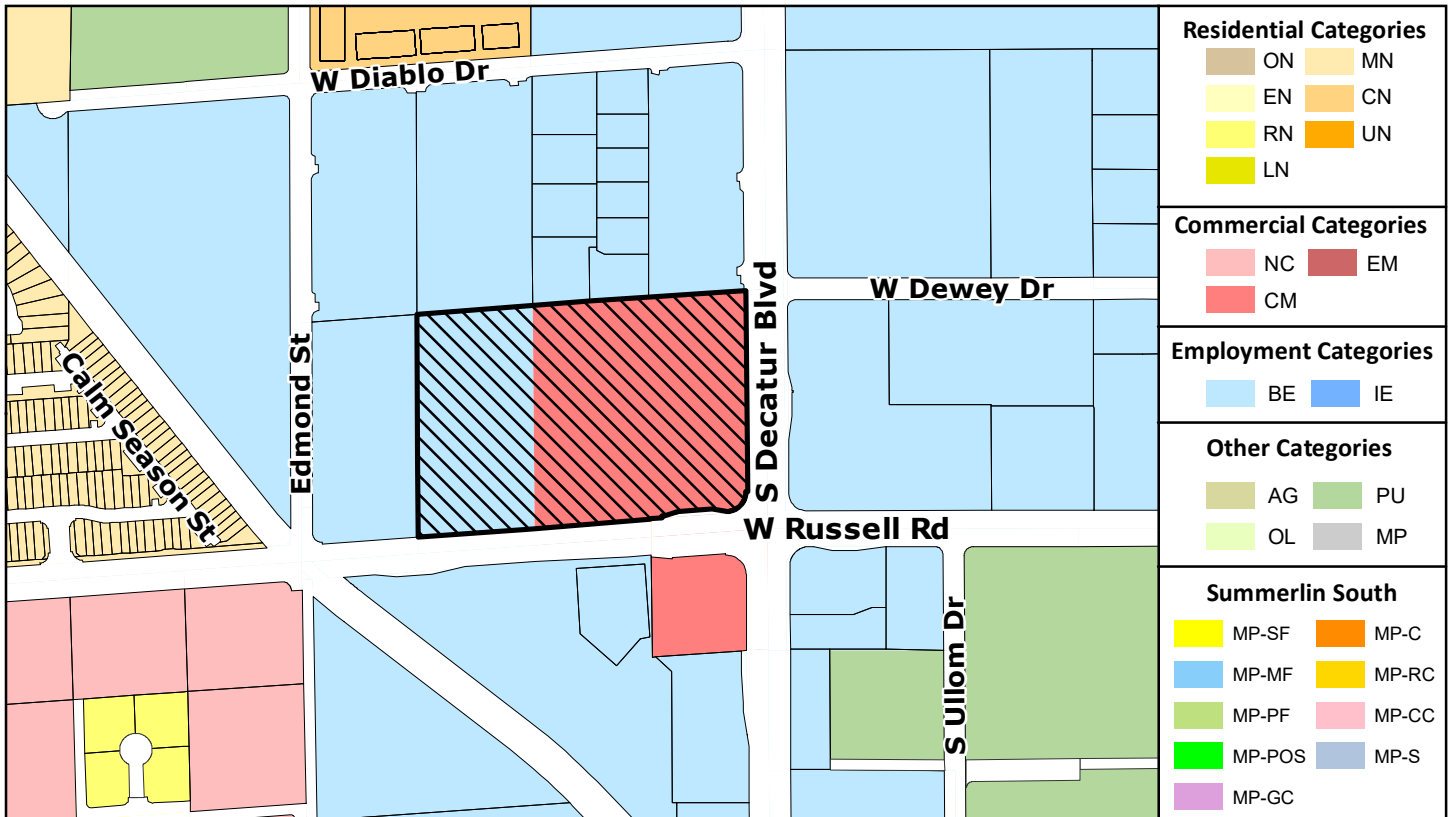 W Diablo Dr
W Dewey Dr
S Decatur Blvd
Edmond St
Calm Season St
W Russell Rd
S Ullom Dr
Residential Categories
ON MN
EN CN
RN UN
LN
Commercial Categories
NC EM
CM
Employment Categories
BE IE
Other Categories
AG PU
OL MP
Summerlin South
MP-SF MP-C
MP-MF MP-RC
MP-PF MP-CC
MP-POS MP-S
MP-GC